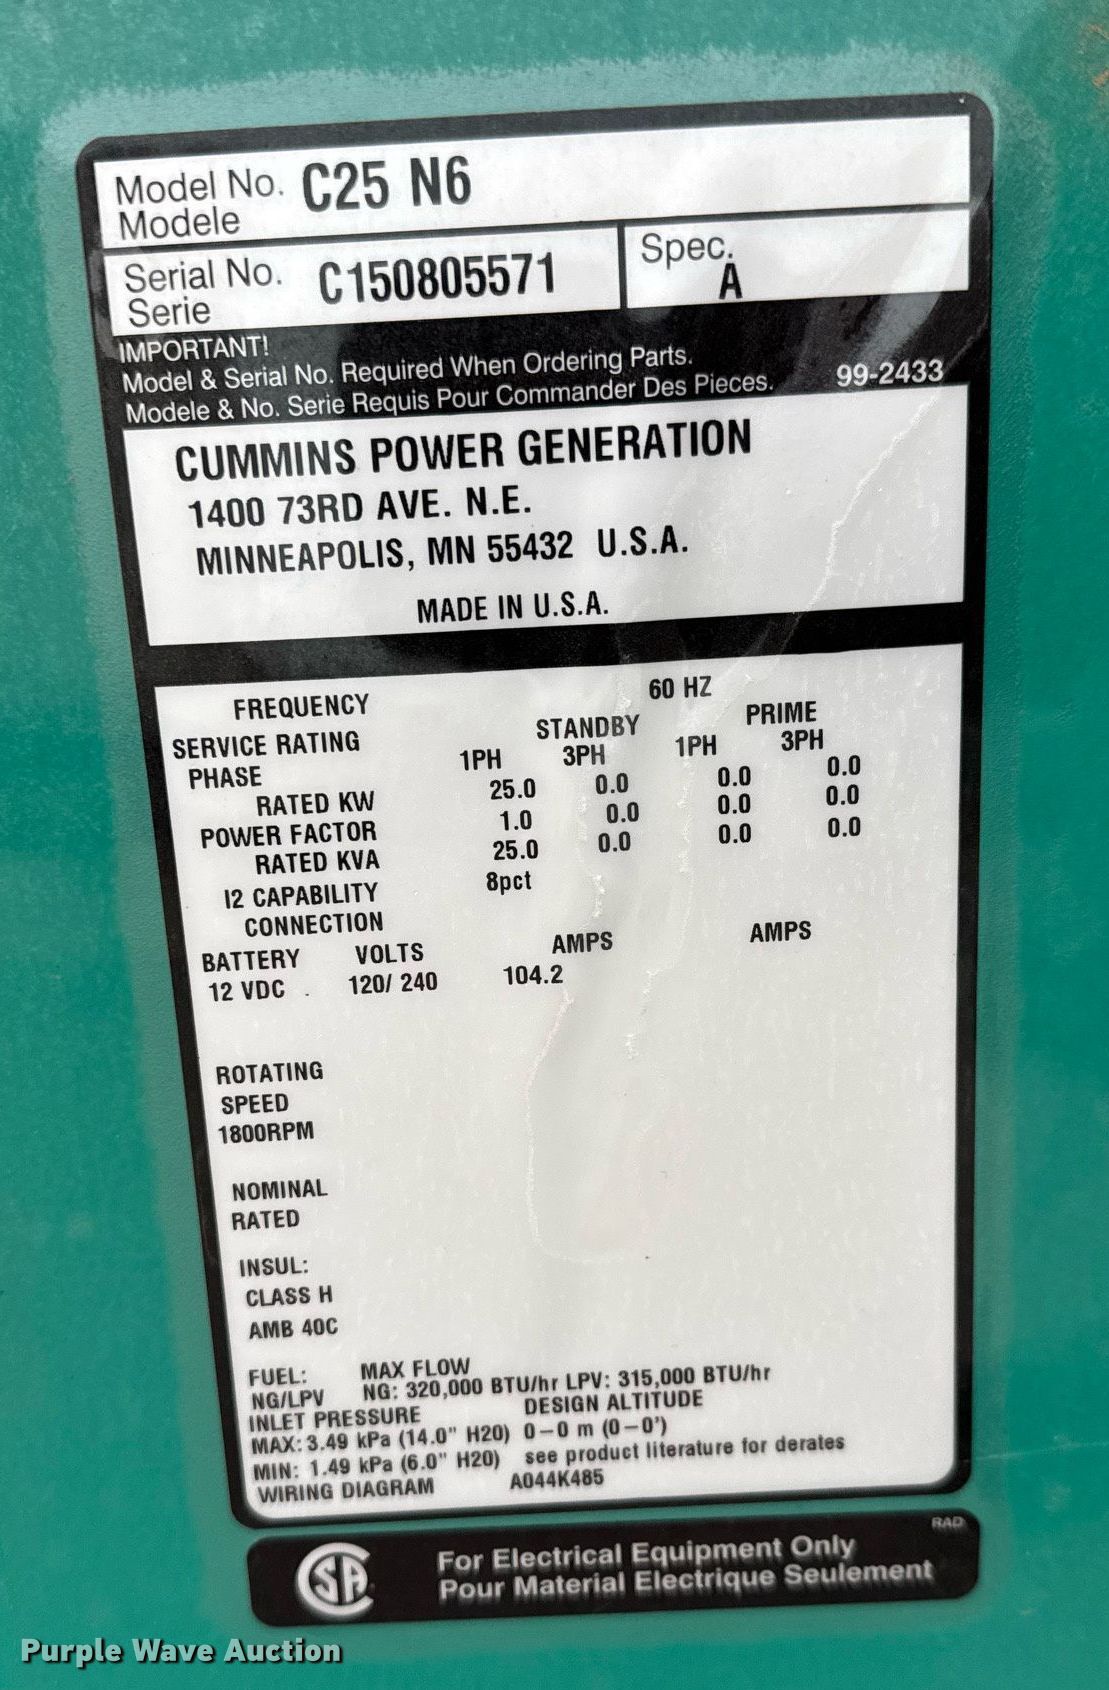 Model No. C25 N6
Modele
Serial No. C150805571
Serie
Spec.
A
IMPORTANT!
Model & Serial No. Required When Ordering Parts.
Modele & No. Serie Requis Pour Commander Des Pieces. 99-2433
CUMMINS POWER GENERATION
1400 73RD AVE. N.E.
MINNEAPOLIS, MN 55432 U.S.A.
MADE IN U.S.A.
FREQUENCY 60 HZ
SERVICE RATING STANDBY PRIME
PHASE 1PH 3PH 1PH 3PH
RATED KW 25.0 0.0 0.0 0.0
POWER FACTOR 1.0 0.0 0.0 0.0
RATED KVA 25.0 0.0 0.0 0.0
I2 CAPABILITY 8pct
CONNECTION
BATTERY VOLTS AMPS AMPS
12 VDC . 120/ 240 104.2
ROTATING
SPEED
1800RPM
NOMINAL
RATED
INSUL:
CLASS H
AMB 40C
FUEL: MAX FLOW
NG/LPV NG: 320,000 BTU/hr LPV: 315,000 BTU/hr
INLET PRESSURE DESIGN ALTITUDE
MAX: 3.49 kPa (14.0" H20) 0-0 m (0-0')
MIN: 1.49 kPa (6.0" H20) see product literature for derates
WIRING DIAGRAM A044K485
RAD
SA
For Electrical Equipment Only
Pour Material Electrique Seulement
Purple Wave Auction